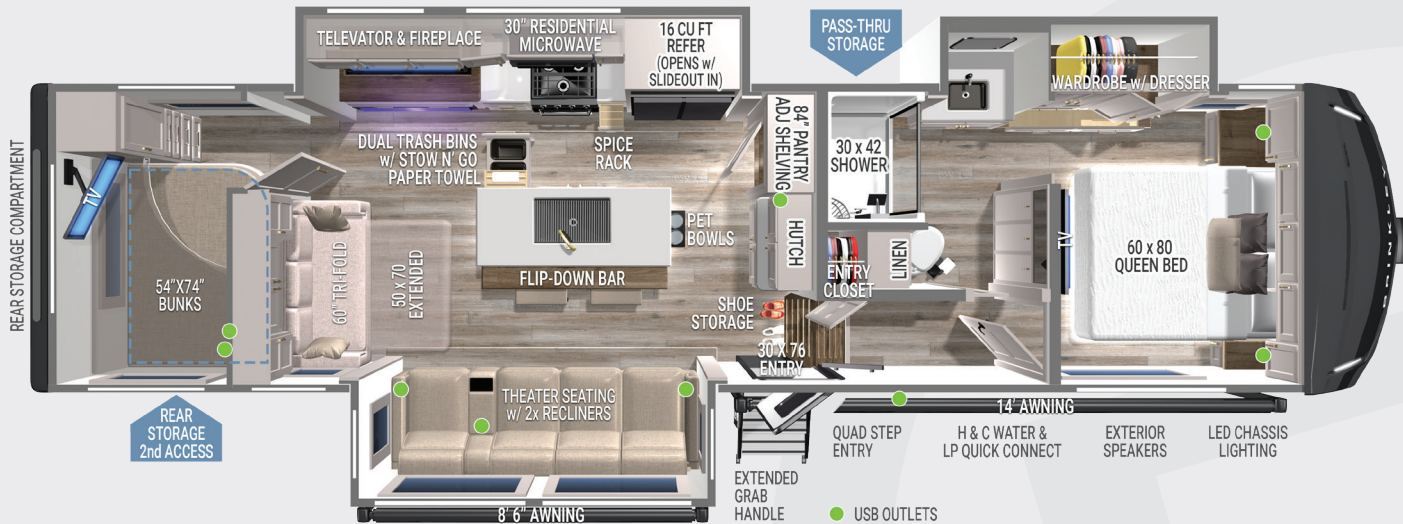 TELEVATOR & FIREPLACE
30" RESIDENTIAL
MICROWAVE
16 CU FT
REFER
(OPENS w/
SLIDEOUT IN)
PASS-THRU
STORAGE
WARDROBE w/ DRESSER
REAR STORAGE COMPARTMENT
TV
DUAL TRASH BINS
w/ STOW N' GO
PAPER TOWEL
SPICE
RACK
84" PANTRY
ADJ SHELVING
30 x 42
SHOWER
54"X74"
BUNKS
60" TRI-FOLD
50 x 70
EXTENDED
FLIP-DOWN BAR
PET
BOWLS
HUTCH
ENTRY
CLOSET
LINEN
TV
60 x 80
QUEEN BED
BRINKLEY
SHOE
STORAGE
30 X 76
ENTRY
THEATER SEATING
w/ 2x RECLINERS
REAR
STORAGE
2nd ACCESS
14' AWNING
QUAD STEP
ENTRY
H & C WATER &
LP QUICK CONNECT
EXTERIOR
SPEAKERS
LED CHASSIS
LIGHTING
EXTENDED
GRAB
HANDLE
USB OUTLETS
8' 6" AWNING